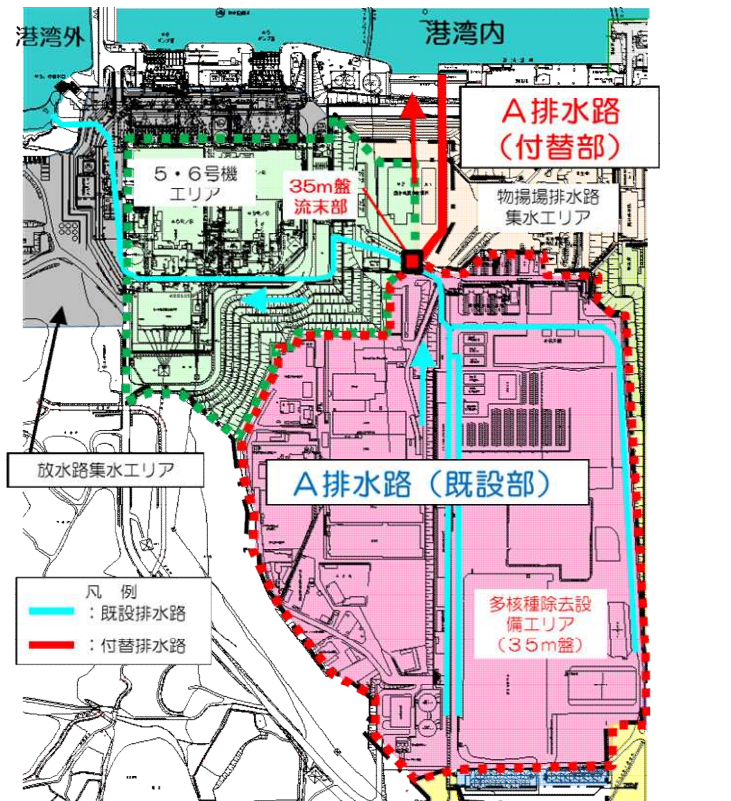 港湾外
港湾内
A排水路
(付替部)
5・6号機
エリア
35m盤
流末部
物揚場排水路
集水エリア
放水路集水エリア
A排水路(既設部)
凡 例
:既設排水路
:付替排水路
多核種除去設
備エリア
(35m盤)